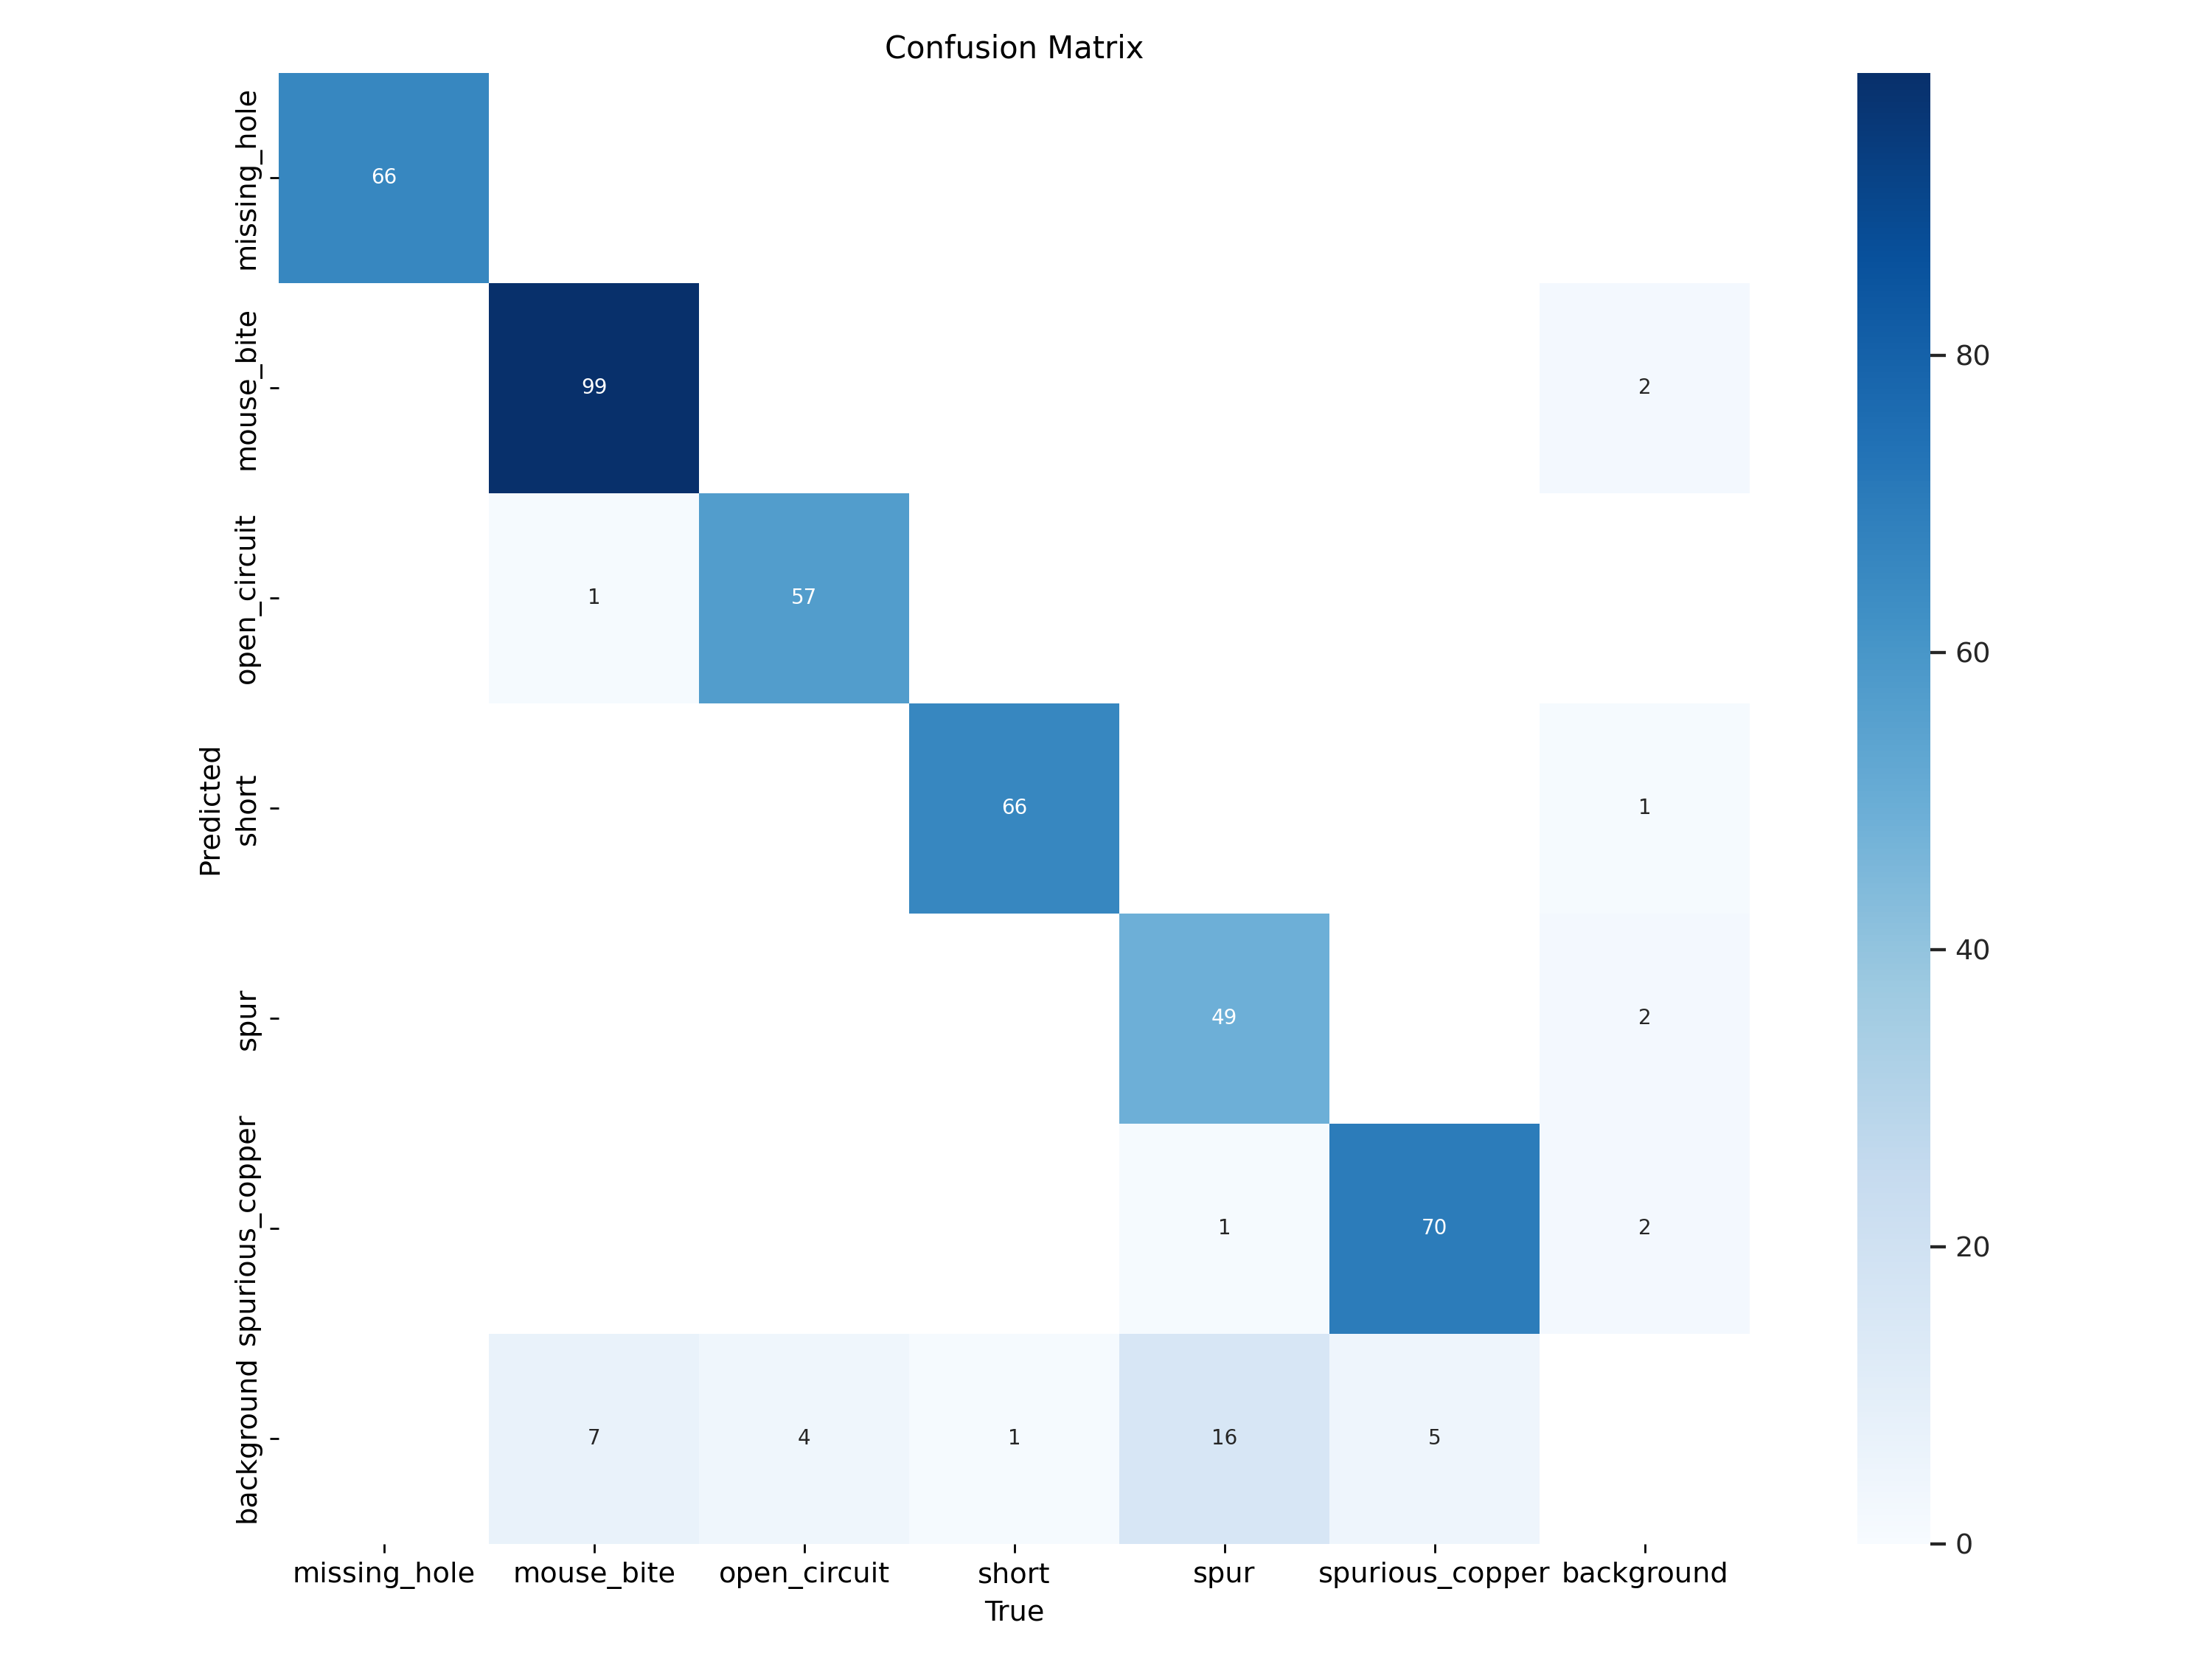 Confusion Matrix
missing_hole
66
mouse_bite
99
2
80
open_circuit
1
57
60
Predicted
short
66
1
spur
49
2
40
spurious_copper
1
70
2
20
background
7
4
1
16
5
0
missing_hole mouse_bite open_circuit short spur spurious_copper background
True